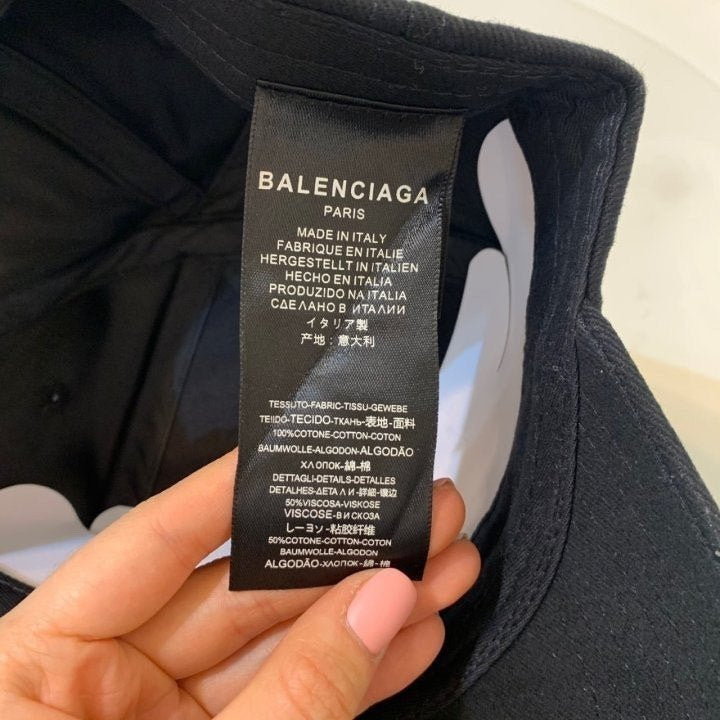 BALENCIAGA
PARIS
MADE IN ITALY
FABRIQUE EN ITALIE
HERGESTELLT IN ITALIEN
HECHO EN ITALIA
PRODUZIDO NA ITALIA
СДЕЛАНО В ИТАЛИИ
イタリア製
产地:意大利
TESSUTO-FABRIC-TISSU-GEWEBE
TEIIDO-TECIDO-ТКАНЬ-表地-面料
100%COTONE-COTTON-COTON
BAUMWOLLE-ALGODON-ALGODÃO
ХЛОПОК-綿-棉
DETTAGLI-DETAILS-DETALLES
DETALHES-ДЕТАЛИ-詳細-镶边
50%VISCOSA-VISKOSE
VISCOSE-ВИСКОЗА
レーヨン-粘胶纤维
50%COTONE-COTTON-COTON
BAUMWOLLE-ALGODON
ALGODÃO-ХЛОПОК-綿-棉